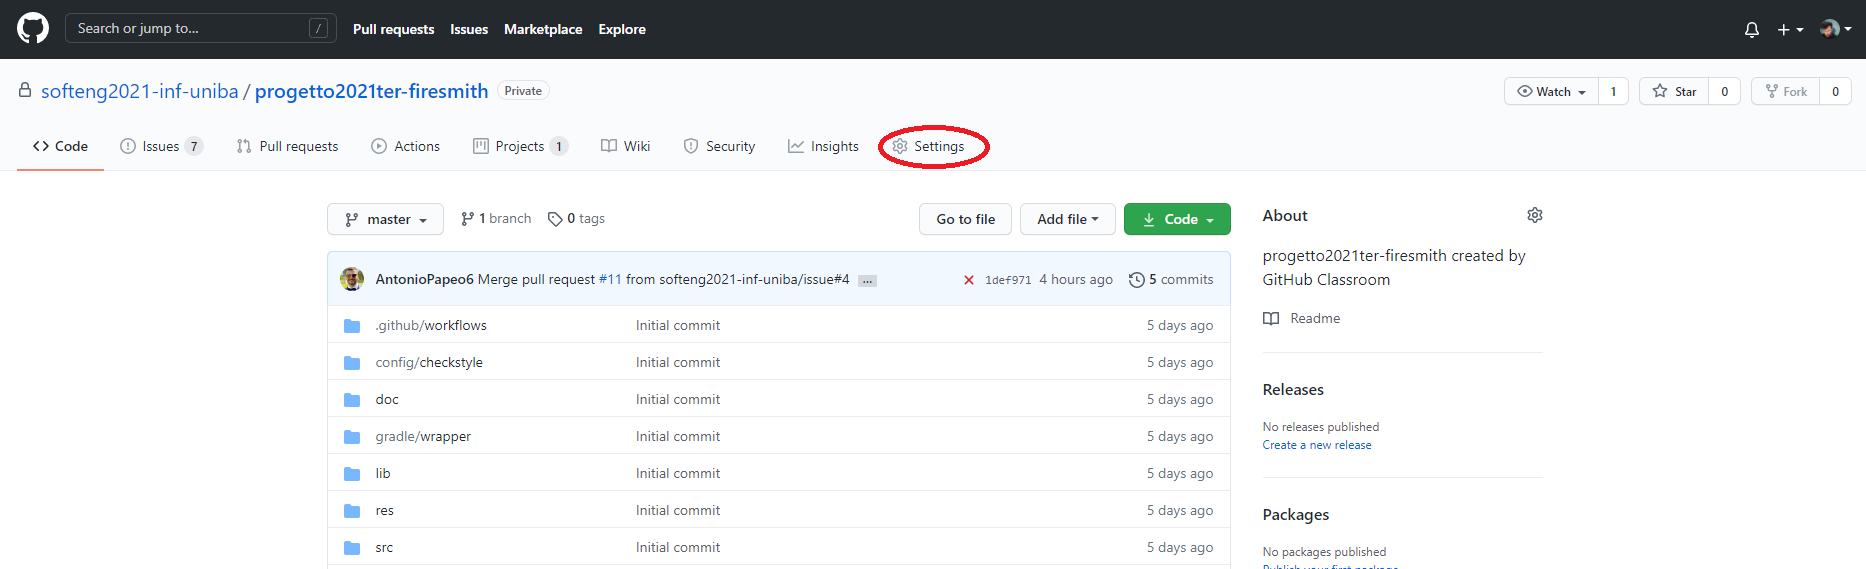 Search or jump to... /
Pull requests Issues Marketplace Explore
softeng2021-inf-uniba / progetto2021ter-firesmith Private
Watch 1 Star 0 Fork 0
Code Issues 7 Pull requests Actions Projects 1 Wiki Security Insights Settings
master 1 branch 0 tags Go to file Add file Code
AntonioPapeo6 Merge pull request #11 from softeng2021-inf-uniba/issue#4 ... 1def971 4 hours ago 5 commits
.github/workflows Initial commit 5 days ago
config/checkstyle Initial commit 5 days ago
doc Initial commit 5 days ago
gradle/wrapper Initial commit 5 days ago
lib Initial commit 5 days ago
res Initial commit 5 days ago
src Initial commit 5 days ago
About
progetto2021ter-firesmith created by
GitHub Classroom
Readme
Releases
No releases published
Create a new release
Packages
No packages published
Publish your first package